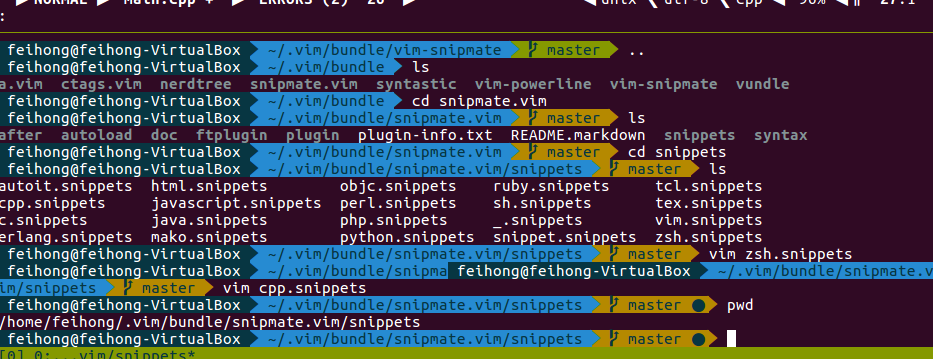 NORMAL main.cpp + ERRORS (2) 20 unix utf-8 cpp 96% 27:1
:
feihong@feihong-VirtualBox ~/.vim/bundle/vim-snipmate master ..
feihong@feihong-VirtualBox ~/.vim/bundle ls
a.vim ctags.vim nerdtree snipmate.vim syntastic vim-powerline vim-snipmate vundle
feihong@feihong-VirtualBox ~/.vim/bundle cd snipmate.vim
feihong@feihong-VirtualBox ~/.vim/bundle/snipmate.vim master ls
after autoload doc ftplugin plugin plugin-info.txt README.markdown snippets syntax
feihong@feihong-VirtualBox ~/.vim/bundle/snipmate.vim master cd snippets
feihong@feihong-VirtualBox ~/.vim/bundle/snipmate.vim/snippets master ls
autoit.snippets html.snippets objc.snippets ruby.snippets tcl.snippets
cpp.snippets javascript.snippets perl.snippets sh.snippets tex.snippets
c.snippets java.snippets php.snippets _.snippets vim.snippets
erlang.snippets mako.snippets python.snippets snippet.snippets zsh.snippets
feihong@feihong-VirtualBox ~/.vim/bundle/snipmate.vim/snippets master vim zsh.snippets
feihong@feihong-VirtualBox ~/.vim/bundle/snipma feihong@feihong-VirtualBox ~/.vim/bundle/snipmate.v
im/snippets master vim cpp.snippets
feihong@feihong-VirtualBox ~/.vim/bundle/snipmate.vim/snippets master ● pwd
/home/feihong/.vim/bundle/snipmate.vim/snippets
feihong@feihong-VirtualBox ~/.vim/bundle/snipmate.vim/snippets master ●
[0] 0:...vim/snippets*